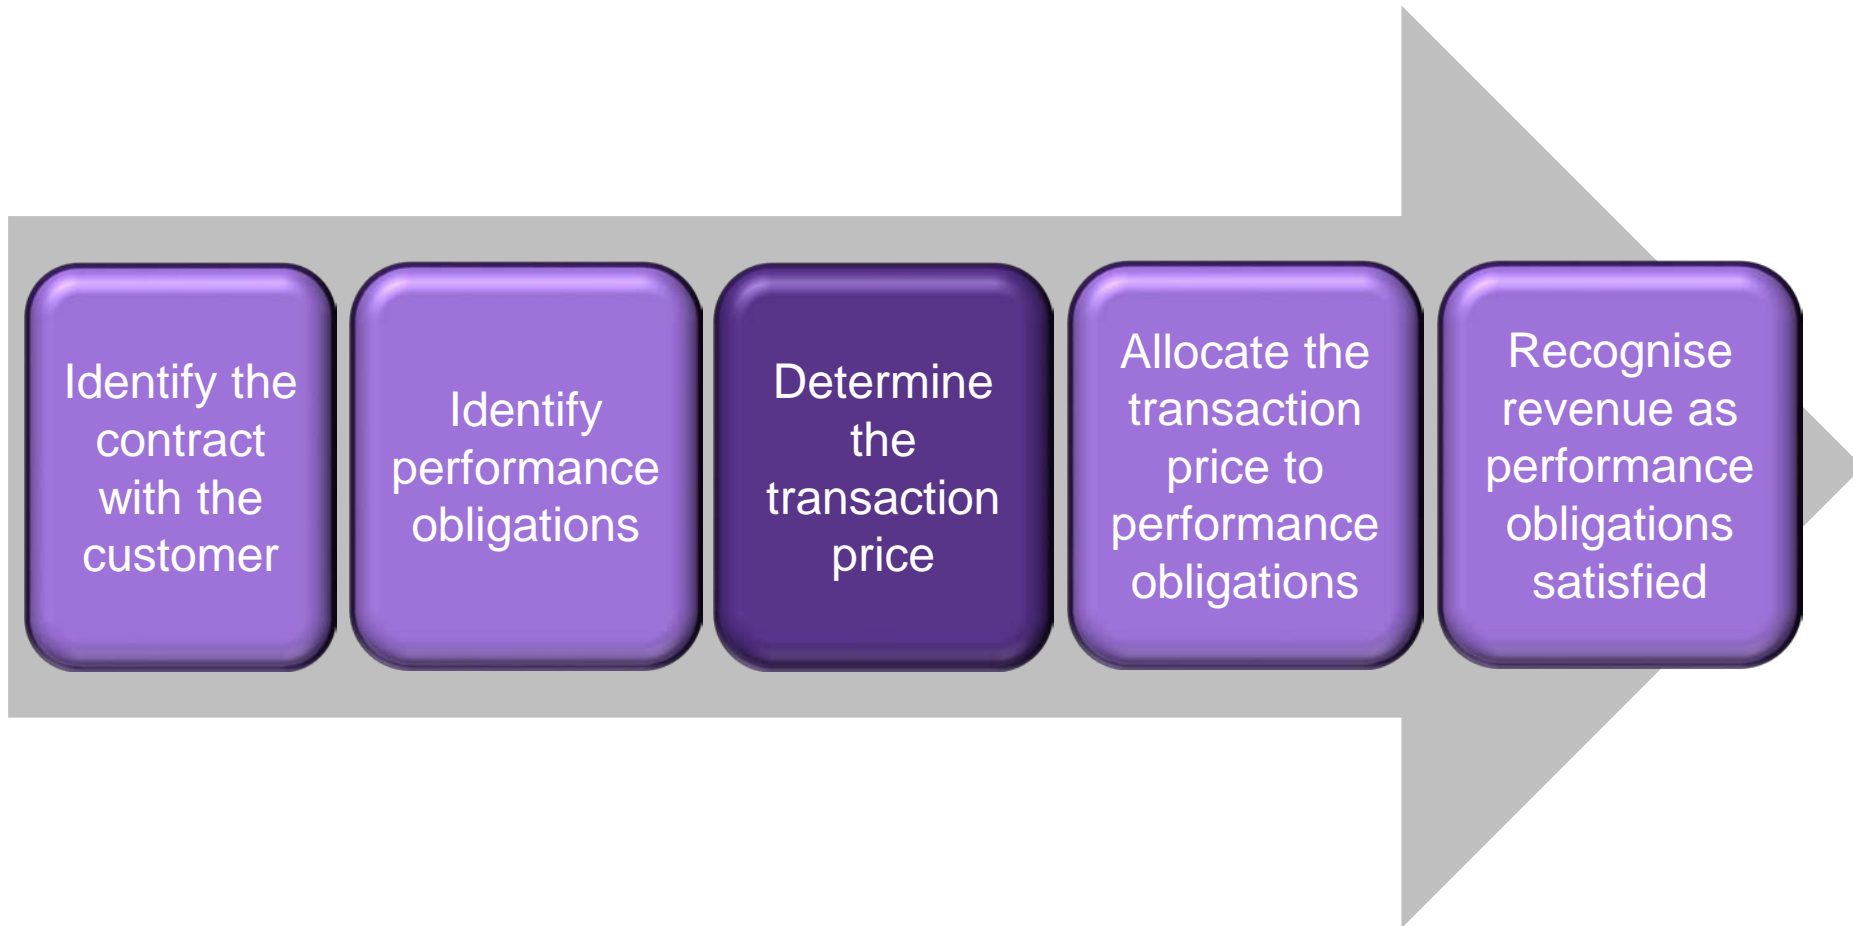 Identify the
contract
with the
customer
Identify
performance
obligations
Determine
the
transaction
price
Allocate the
transaction
price to
performance
obligations
Recognise
revenue as
performance
obligations
satisfied